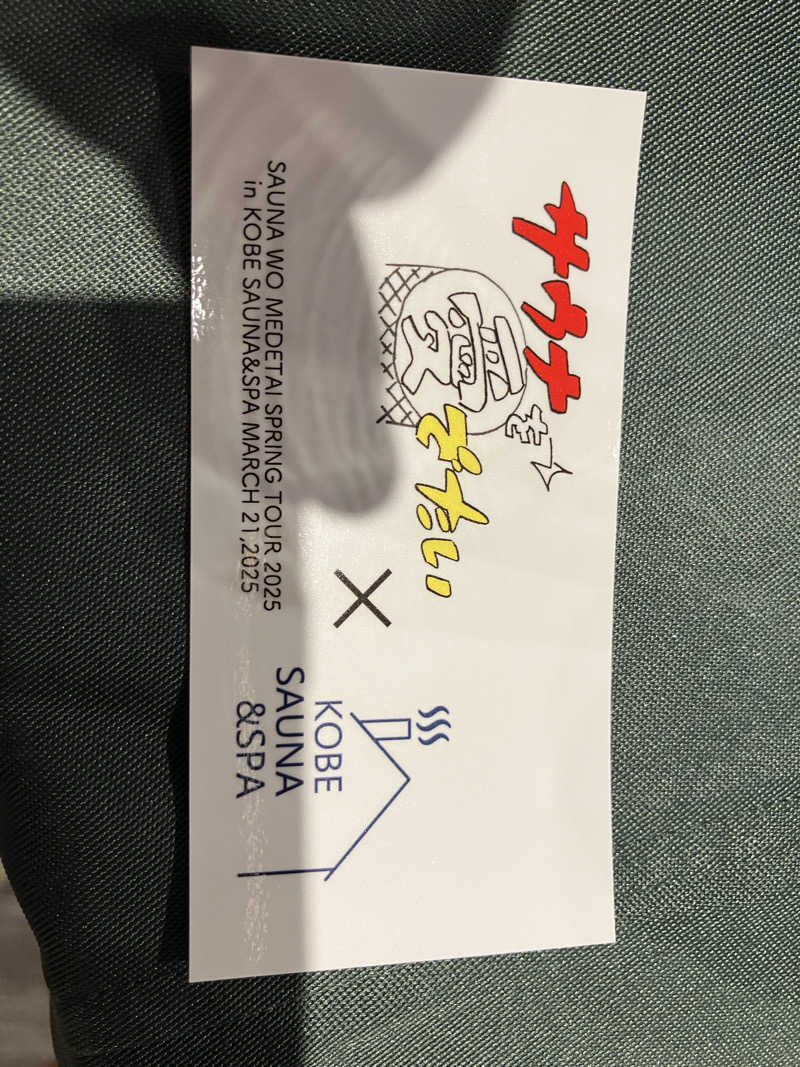 サウナを
愛でたい
×
KOBE
SAUNA
&SPA
SAUNA WO MEDETAI SPRING TOUR 2025
in KOBE SAUNA&SPA MARCH 21,2025